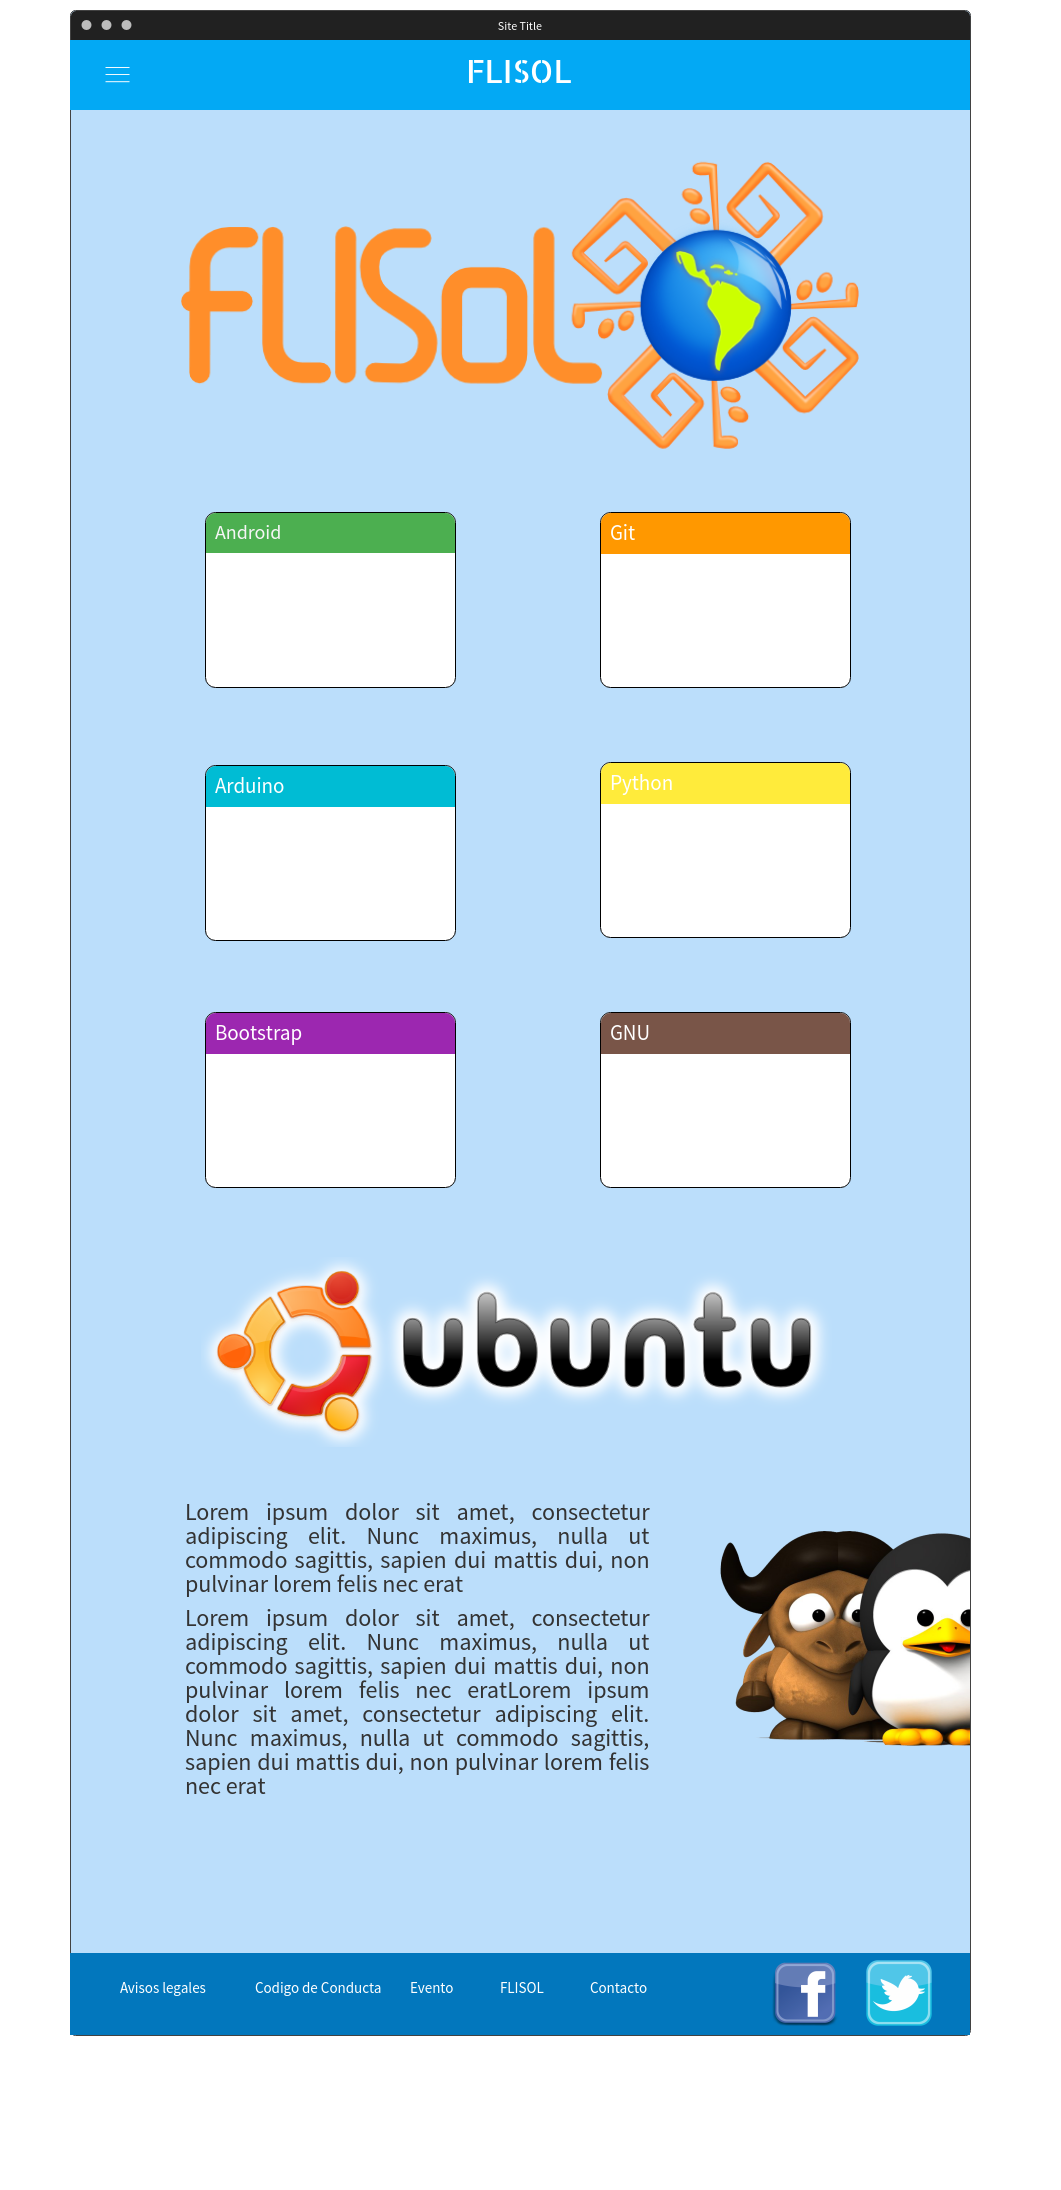 Site Title
FLISOL
FLISoL
Android
Git
Arduino
Python
Bootstrap
GNU
ubuntu
Lorem ipsum dolor sit amet, consectetur
adipiscing elit. Nunc maximus, nulla ut
commodo sagittis, sapien dui mattis dui, non
pulvinar lorem felis nec erat
Lorem ipsum dolor sit amet, consectetur
adipiscing elit. Nunc maximus, nulla ut
commodo sagittis, sapien dui mattis dui, non
pulvinar lorem felis nec eratLorem ipsum
dolor sit amet, consectetur adipiscing elit.
Nunc maximus, nulla ut commodo sagittis,
sapien dui mattis dui, non pulvinar lorem felis
nec erat
Avisos legales Codigo de Conducta Evento FLISOL Contacto f